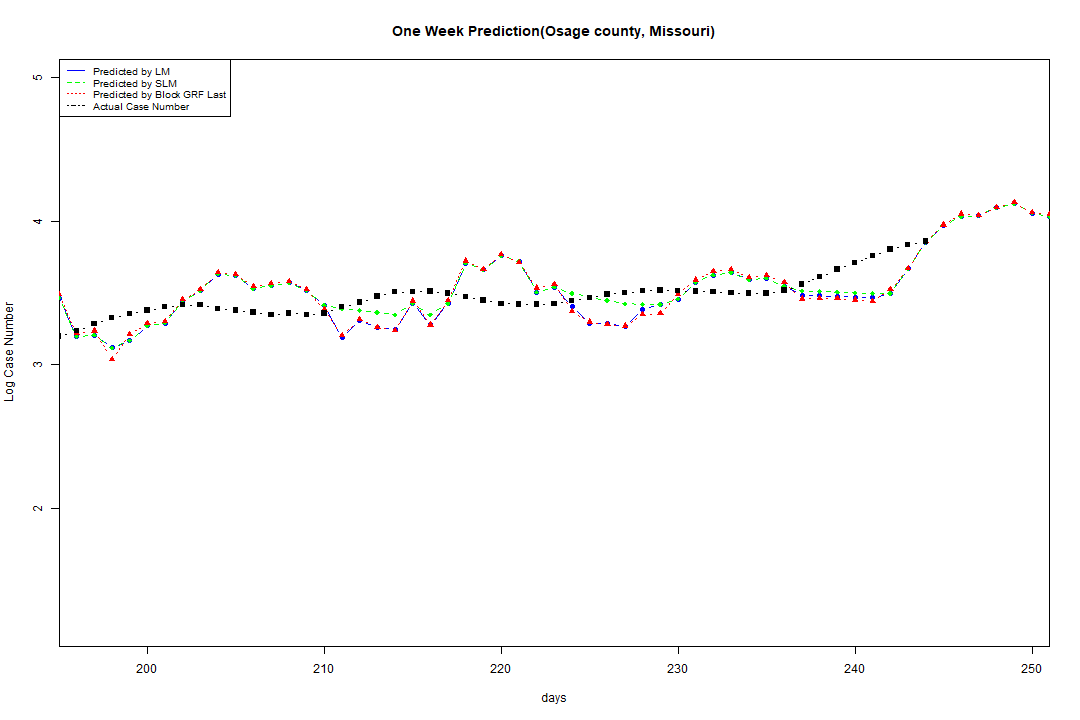 One Week Prediction(Osage county, Missouri)
Predicted by LM
Predicted by SLM
Predicted by Block GRF Last
Actual Case Number
5
4
3
2
Log Case Number
200 210 220 230 240 250
days